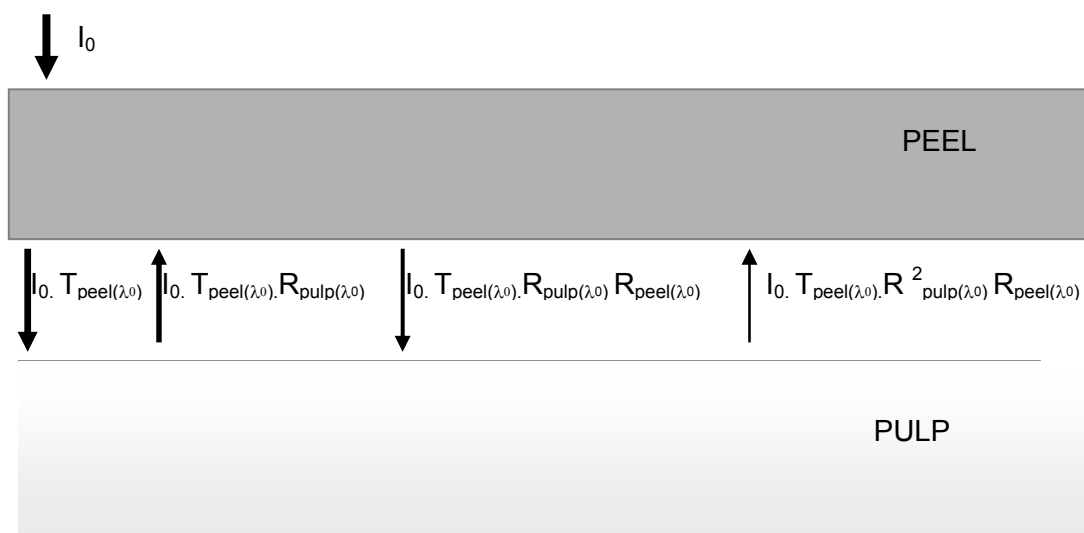 I₀
PEEL
I₀. Tpeel(λ⁰) I₀. Tpeel(λ⁰).Rpulp(λ⁰) I₀. Tpeel(λ⁰).Rpulp(λ⁰) Rpeel(λ⁰) I₀. Tpeel(λ⁰).R ²pulp(λ⁰) Rpeel(λ⁰)
PULP